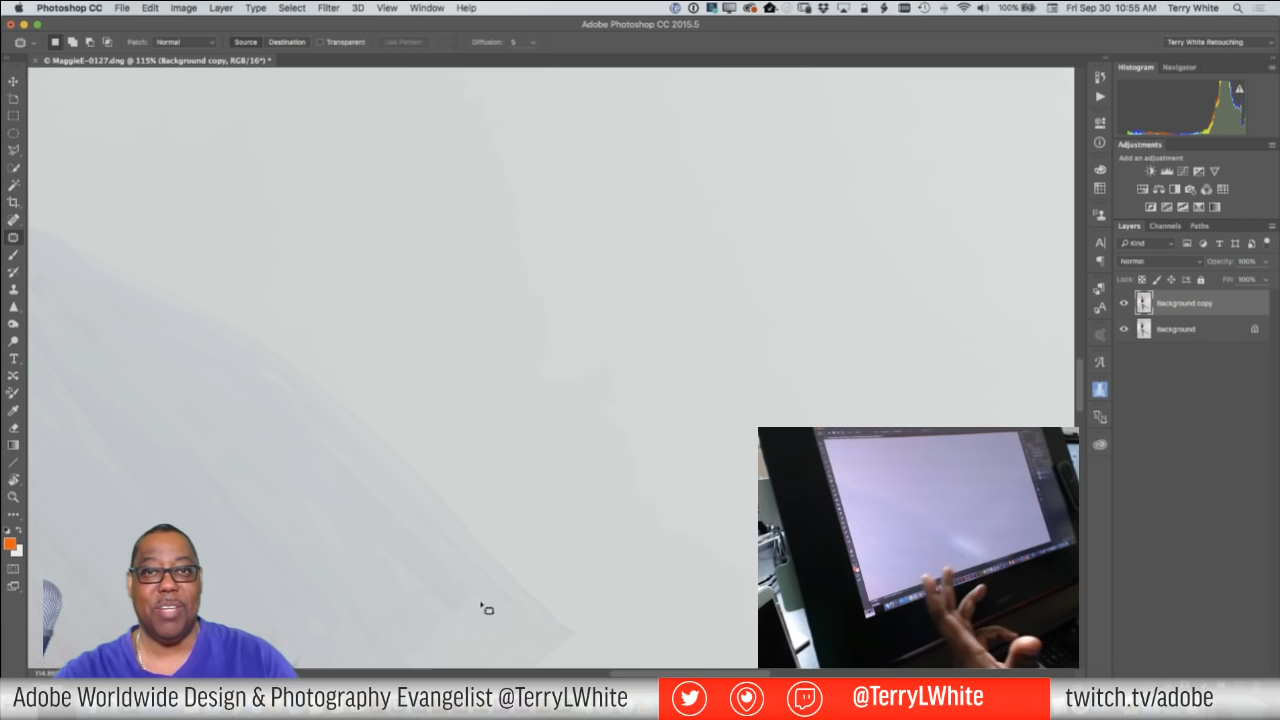 Photoshop CC File Edit Image Layer Type Select Filter 3D View Window Help 100% Fri Sep 30 10:55 AM Terry White
Adobe Photoshop CC 2015.5
Patch: Normal Source Destination Transparent Use Pattern Diffusion: 5 Terry White Retouching
© MaggieE-0127.dng @ 115% (Background copy, RGB/16*) *
Histogram Navigator
Adjustments
Add an adjustment
Layers Channels Paths
Kind
Normal Opacity: 100%
Lock: Fill: 100%
Background copy
Background
Adobe Worldwide Design & Photography Evangelist @TerryLWhite @TerryLWhite twitch.tv/adobe